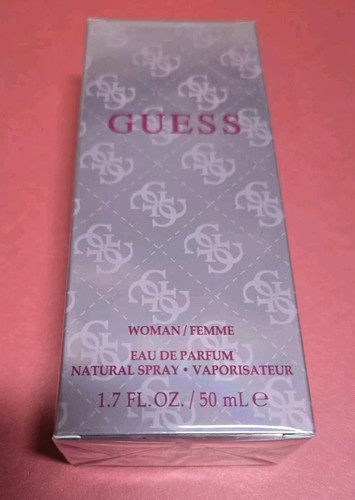 GUESS
WOMAN / FEMME
EAU DE PARFUM
NATURAL SPRAY • VAPORISATEUR
1.7 FL.OZ. / 50 mL ℮